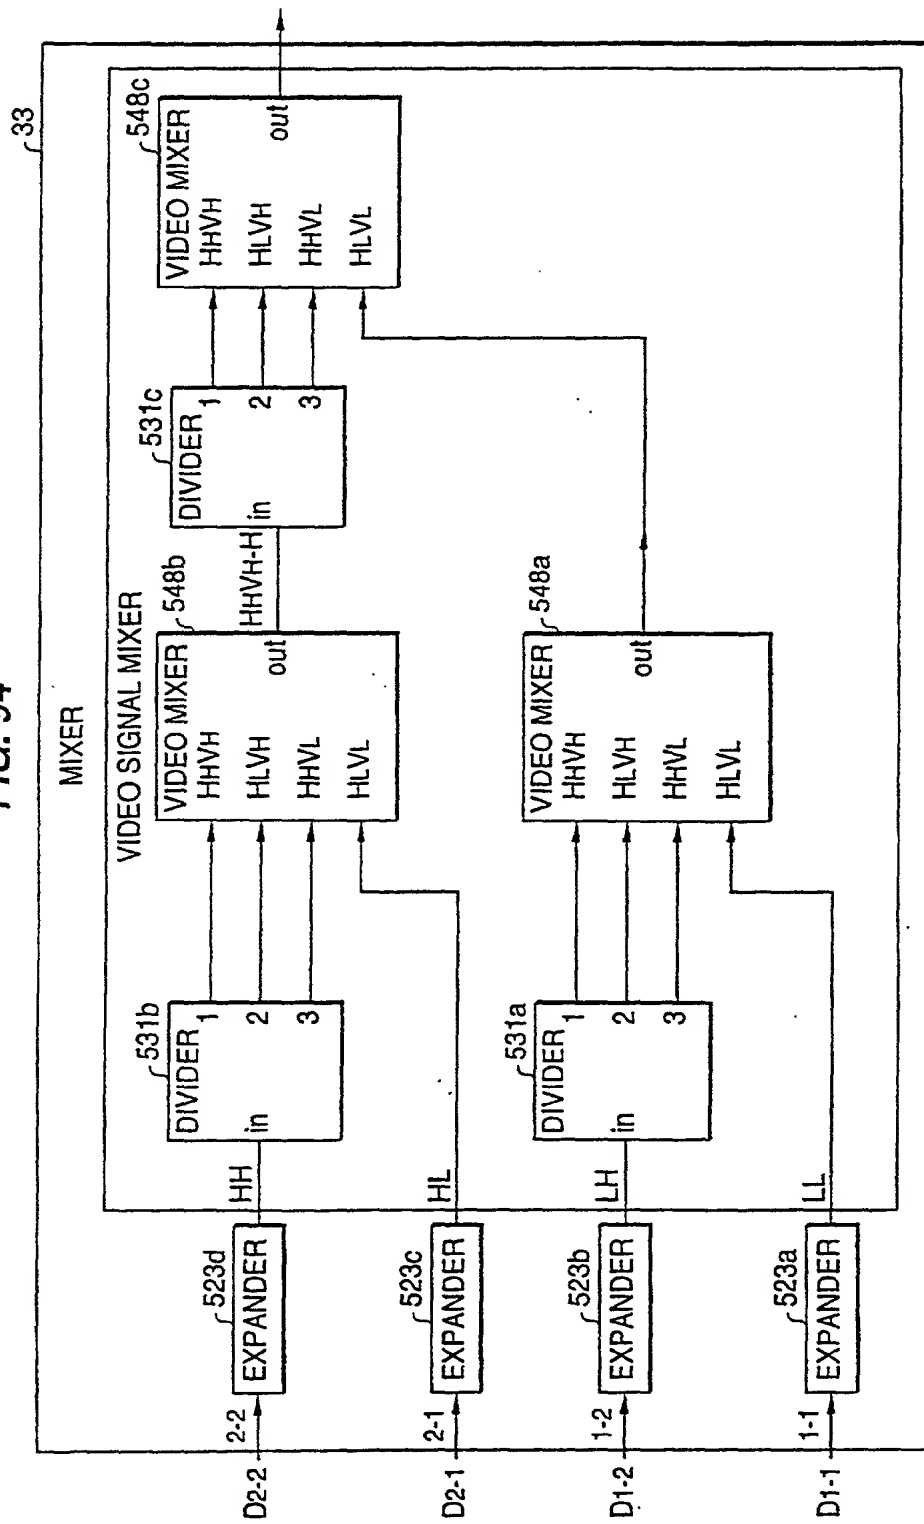 33
MIXER
VIDEO SIGNAL MIXER
D2-2
2-2
523d
EXPANDER
HH
531b
DIVIDER
in
1
2
3
548b
VIDEO MIXER
HHVH
HLVH
HHVL
HLVL
out
HHVH-H
531c
DIVIDER
in
1
2
3
548c
VIDEO MIXER
HHVH
HLVH
HHVL
HLVL
out
D2-1
2-1
523c
EXPANDER
HL
D1-2
1-2
523b
EXPANDER
LH
531a
DIVIDER
in
1
2
3
548a
VIDEO MIXER
HHVH
HLVH
HHVL
HLVL
out
D1-1
1-1
523a
EXPANDER
LL